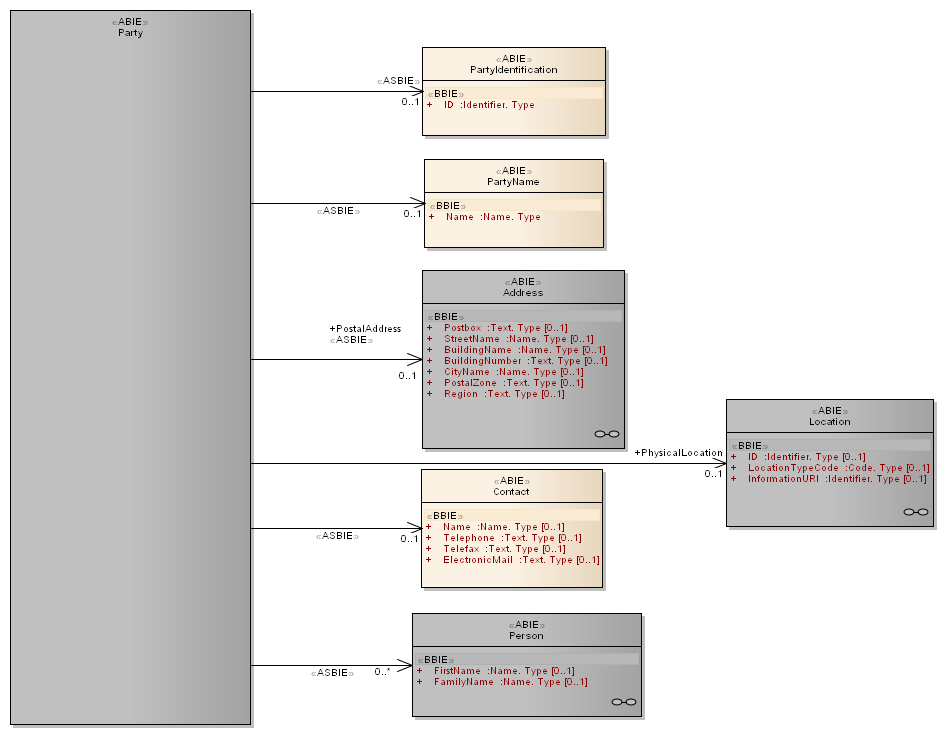 «ABIE»
Party
«ABIE»
PartyIdentification
«ASBIE»
0..1
«BBIE»
+ ID :Identifier. Type
«ABIE»
PartyName
«ASBIE»
0..1
«BBIE»
+ Name :Name. Type
«ABIE»
Address
+PostalAddress
«ASBIE»
0..1
«BBIE»
+ Postbox :Text. Type [0..1]
+ StreetName :Name. Type [0..1]
+ BuildingName :Name. Type [0..1]
+ BuildingNumber :Text. Type [0..1]
+ CityName :Name. Type [0..1]
+ PostalZone :Text. Type [0..1]
+ Region :Text. Type [0..1]
«ABIE»
Location
+PhysicalLocation
0..1
«BBIE»
+ ID :Identifier. Type [0..1]
+ LocationTypeCode :Code. Type [0..1]
+ InformationURI :Identifier. Type [0..1]
«ABIE»
Contact
«ASBIE»
0..1
«BBIE»
+ Name :Name. Type [0..1]
+ Telephone :Text. Type [0..1]
+ Telefax :Text. Type [0..1]
+ ElectronicMail :Text. Type [0..1]
«ABIE»
Person
«ASBIE»
0..*
«BBIE»
+ FirstName :Name. Type [0..1]
+ FamilyName :Name. Type [0..1]